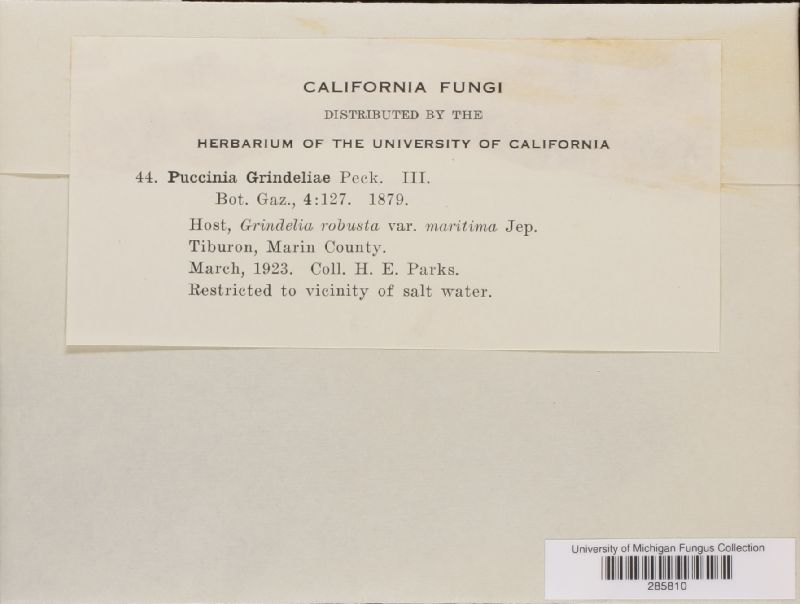 CALIFORNIA FUNGI
DISTRIBUTED BY THE
HERBARIUM OF THE UNIVERSITY OF CALIFORNIA
44. Puccinia Grindeliae Peck. III.
Bot. Gaz., 4:127. 1879.
Host, Grindelia robusta var. maritima Jep.
Tiburon, Marin County.
March, 1923. Coll. H. E. Parks.
Restricted to vicinity of salt water.
University of Michigan Fungus Collection
285810